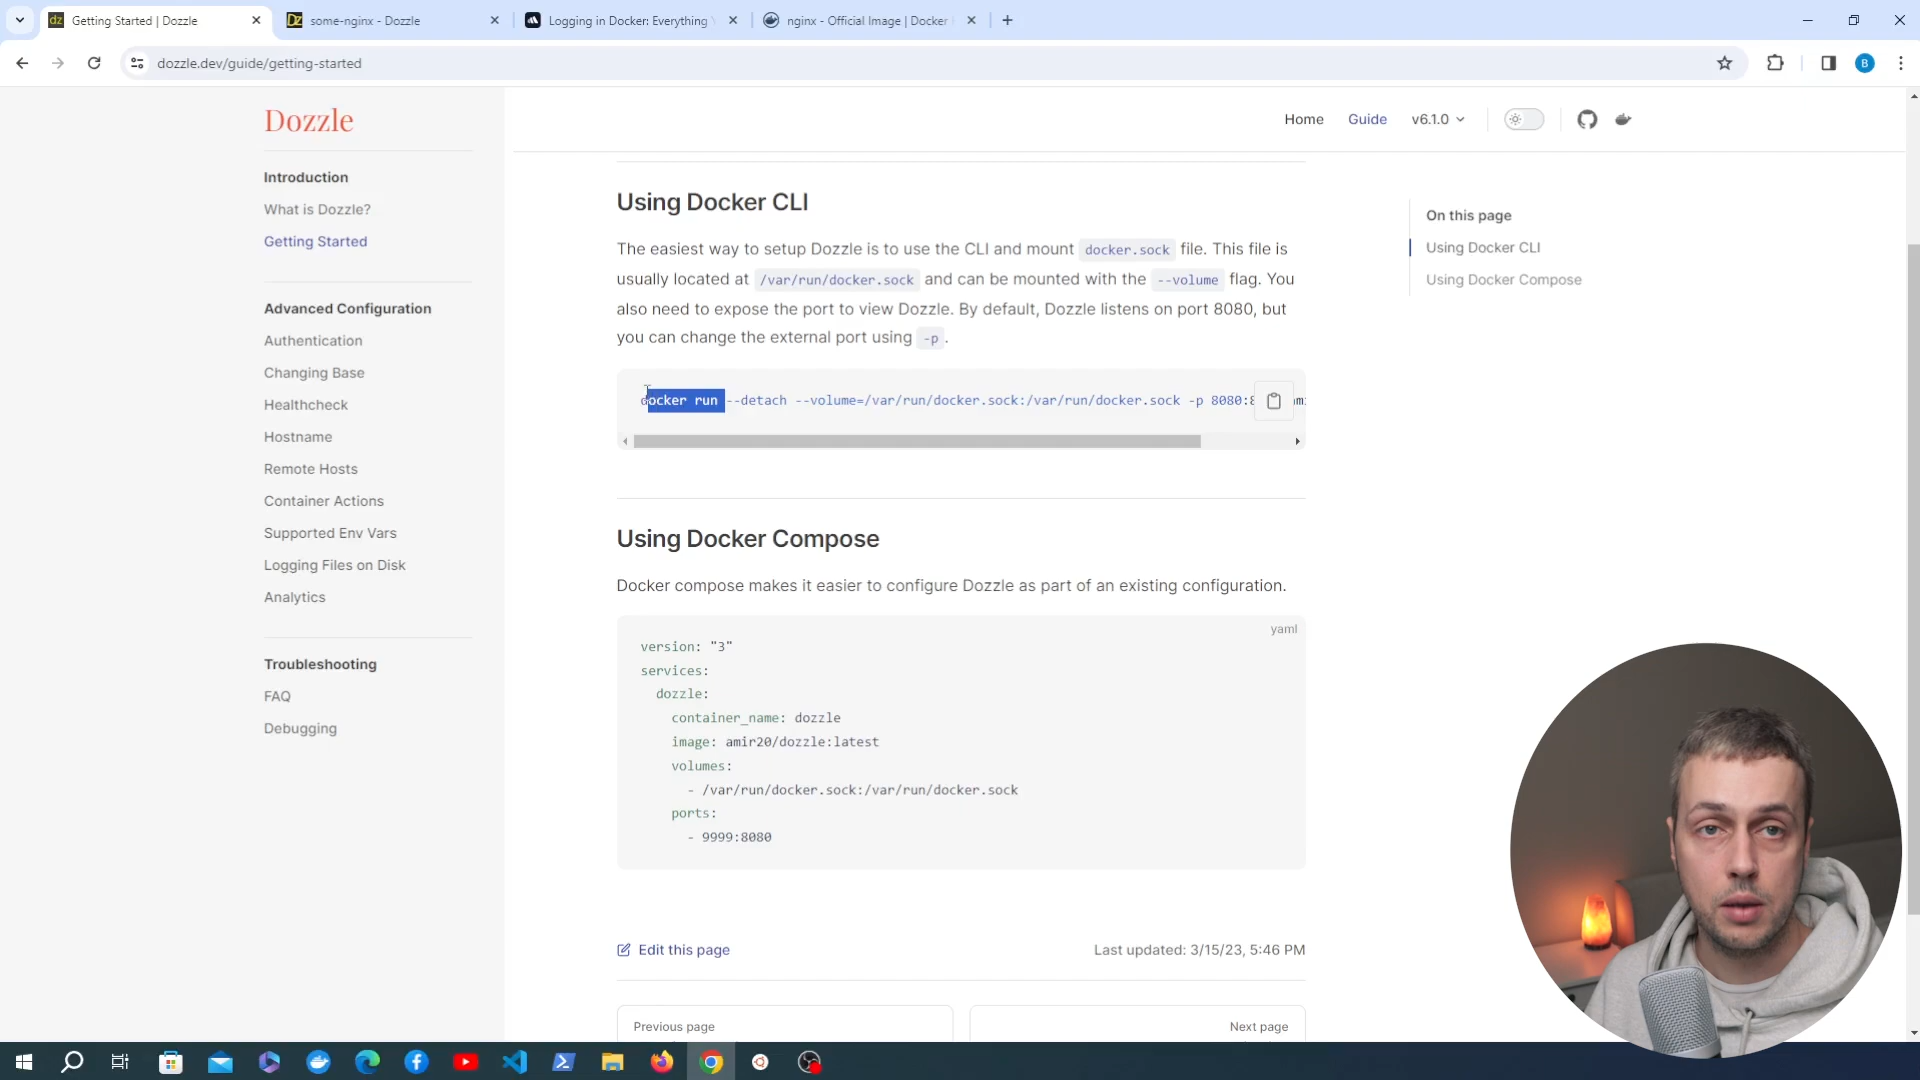 Getting Started | Dozzle
some-nginx - Dozzle
Logging in Docker: Everything
nginx - Official Image | Docker
dozzle.dev/guide/getting-started
B
Dozzle
Home
Guide
v6.1.0
Introduction
What is Dozzle?
Getting Started
Advanced Configuration
Authentication
Changing Base
Healthcheck
Hostname
Remote Hosts
Container Actions
Supported Env Vars
Logging Files on Disk
Analytics
Troubleshooting
FAQ
Debugging
Using Docker CLI
The easiest way to setup Dozzle is to use the CLI and mount docker.sock file. This file is
usually located at /var/run/docker.sock and can be mounted with the --volume flag. You
also need to expose the port to view Dozzle. By default, Dozzle listens on port 8080, but
you can change the external port using -p.
docker run --detach --volume=/var/run/docker.sock:/var/run/docker.sock -p 8080:8
Using Docker Compose
Docker compose makes it easier to configure Dozzle as part of an existing configuration.
yaml
version: "3"
services:
dozzle:
container_name: dozzle
image: amir20/dozzle:latest
volumes:
- /var/run/docker.sock:/var/run/docker.sock
ports:
- 9999:8080
Edit this page
Last updated: 3/15/23, 5:46 PM
Previous page
Next page
On this page
Using Docker CLI
Using Docker Compose